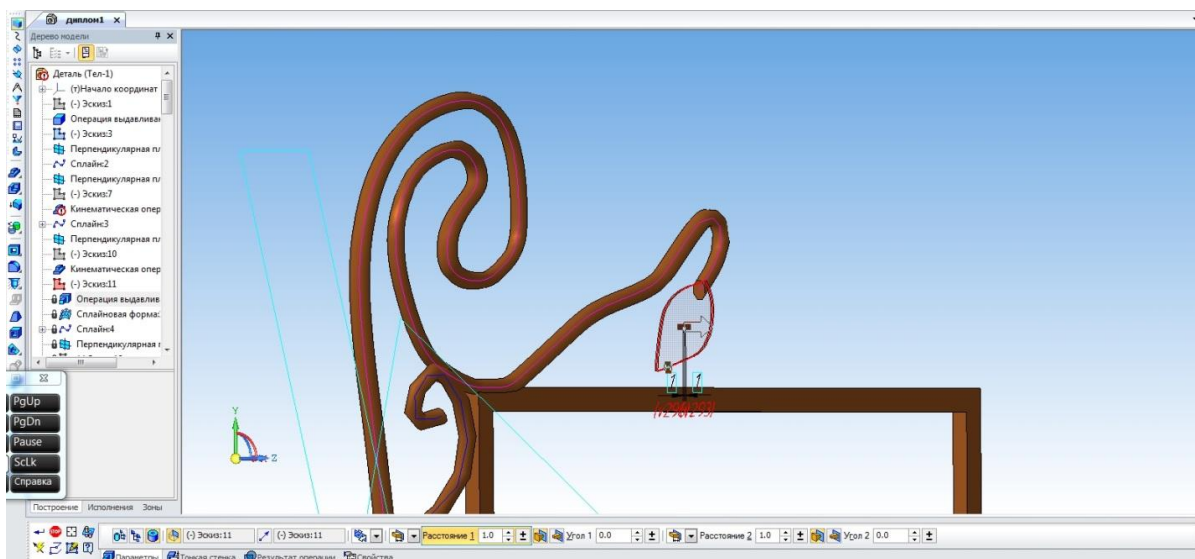 диплом1
Дерево модели
Деталь (Тел-1)
(т)Начало координат
(-) Эскиз:1
Операция выдавливан
(-) Эскиз:3
Перпендикулярная пл
Сплайн:2
Перпендикулярная пл
(-) Эскиз:7
Кинематическая опер
Сплайн:3
Перпендикулярная пл
(-) Эскиз:10
Кинематическая опер
(-) Эскиз:11
Операция выдавлив
Сплайновая форма:
Сплайн:4
Перпендикулярная п
PgUp
PgDn
Pause
ScLk
Справка
Y
Z
1 1
Построение Исполнения Зоны
(-) Эскиз:11 (-) Эскиз:11 Расстояние 1 1.0 Угол 1 0.0 Расстояние 2 1.0 Угол 2 0.0
Параметры Тонкая стенка Результат операции Свойства